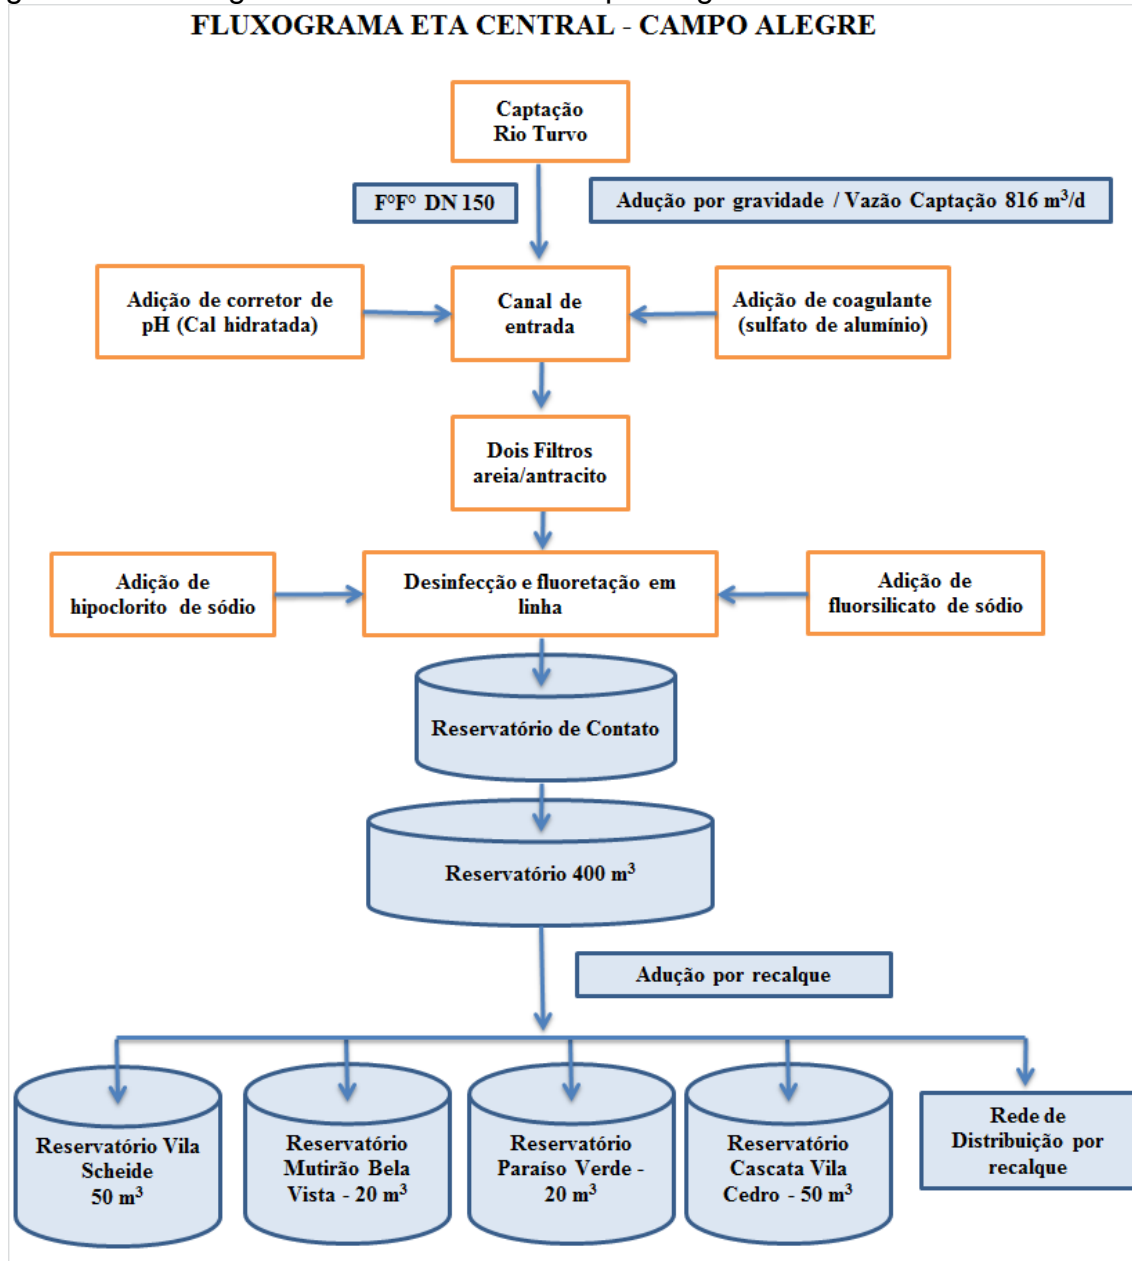 FLUXOGRAMA ETA CENTRAL - CAMPO ALEGRE
Captação
Rio Turvo
F°F° DN 150
Adução por gravidade / Vazão Captação 816 m³/d
Adição de corretor de
pH (Cal hidratada)
Canal de
entrada
Adição de coagulante
(sulfato de alumínio)
Dois Filtros
areia/antracito
Adição de
hipoclorito de sódio
Desinfecção e fluoretação em
linha
Adição de
fluorsilicato de sódio
Reservatório de Contato
Reservatório 400 m³
Adução por recalque
Reservatório Vila
Scheide
50 m³
Reservatório
Mutirão Bela
Vista - 20 m³
Reservatório
Paraíso Verde -
20 m³
Reservatório
Cascata Vila
Cedro - 50 m³
Rede de
Distribuição por
recalque